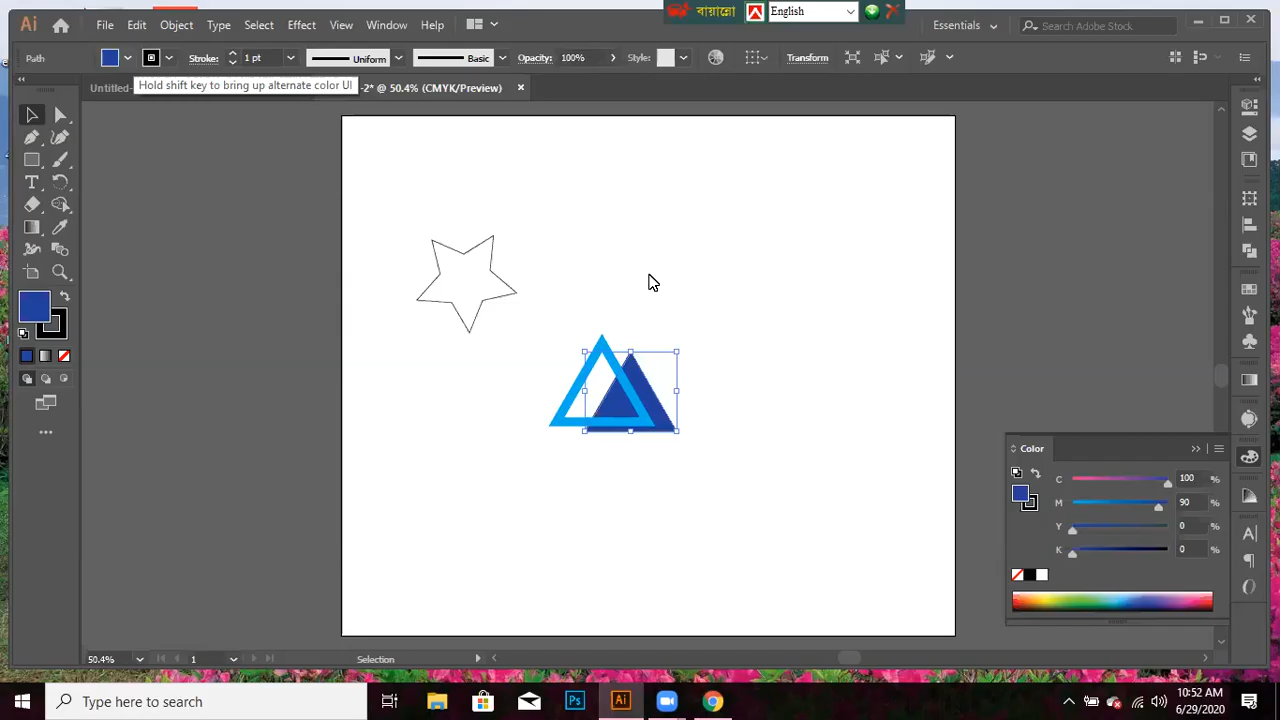 বায়ান্নো English
Ai File Edit Object Type Select Effect View Window Help Essentials Search Adobe Stock
Path Stroke: 1 pt Uniform Basic Opacity: 100% Style: Transform
Untitled- Hold shift key to bring up alternate color UI -2* @ 50.4% (CMYK/Preview)
Color
C 100 %
M 90 %
Y 0 %
K 0 %
50.4% 1 Selection
Type here to search Ps Ai 10:52 AM
6/29/2020